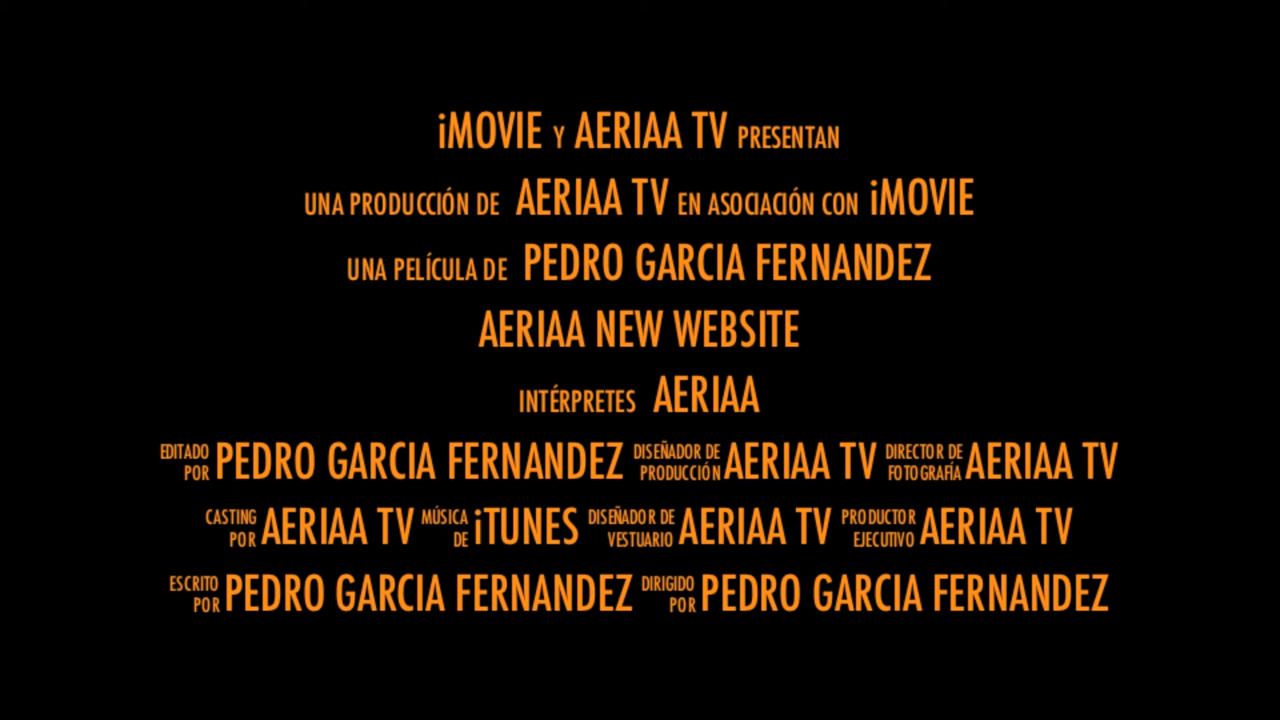 iMOVIE Y AERIAA TV PRESENTAN
UNA PRODUCCIÓN DE AERIAA TV EN ASOCIACIÓN CON iMOVIE
UNA PELÍCULA DE PEDRO GARCIA FERNANDEZ
AERIAA NEW WEBSITE
INTÉRPRETES AERIAA
EDITADO POR PEDRO GARCIA FERNANDEZ DISEÑADOR DE PRODUCCIÓN AERIAA TV DIRECTOR DE FOTOGRAFÍA AERIAA TV
CASTING POR AERIAA TV MÚSICA DE iTUNES DISEÑADOR DE VESTUARIO AERIAA TV PRODUCTOR EJECUTIVO AERIAA TV
ESCRITO POR PEDRO GARCIA FERNANDEZ DIRIGIDO POR PEDRO GARCIA FERNANDEZ